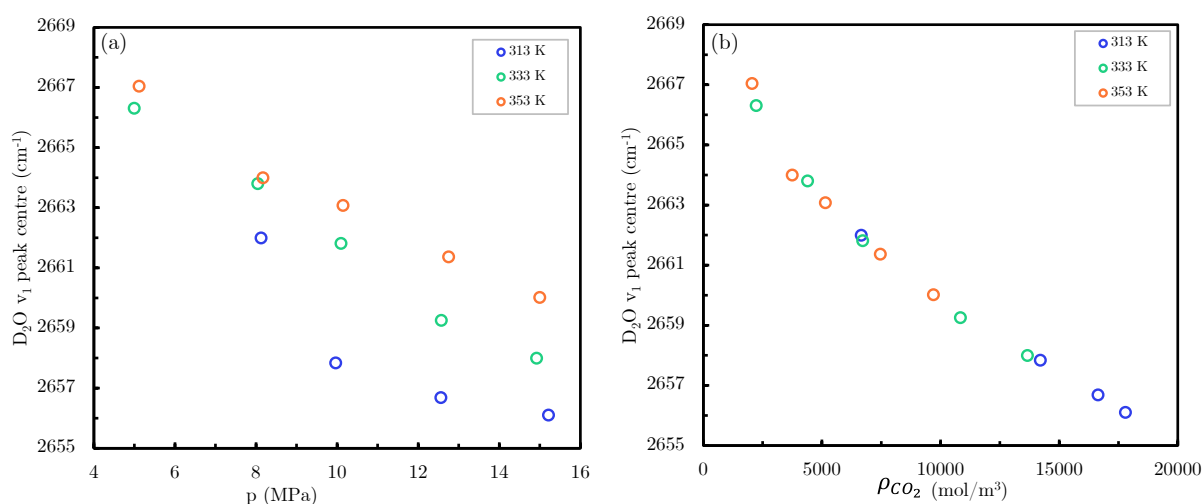 (a)
313 K
333 K
353 K
D₂O v₁ peak centre (cm⁻¹)
2669
2667
2665
2663
2661
2659
2657
2655
4 6 8 10 12 14 16
p (MPa)
(b)
313 K
333 K
353 K
D₂O v₁ peak centre (cm⁻¹)
2669
2667
2665
2663
2661
2659
2657
2655
0 5000 10000 15000 20000
ρCO₂ (mol/m³)